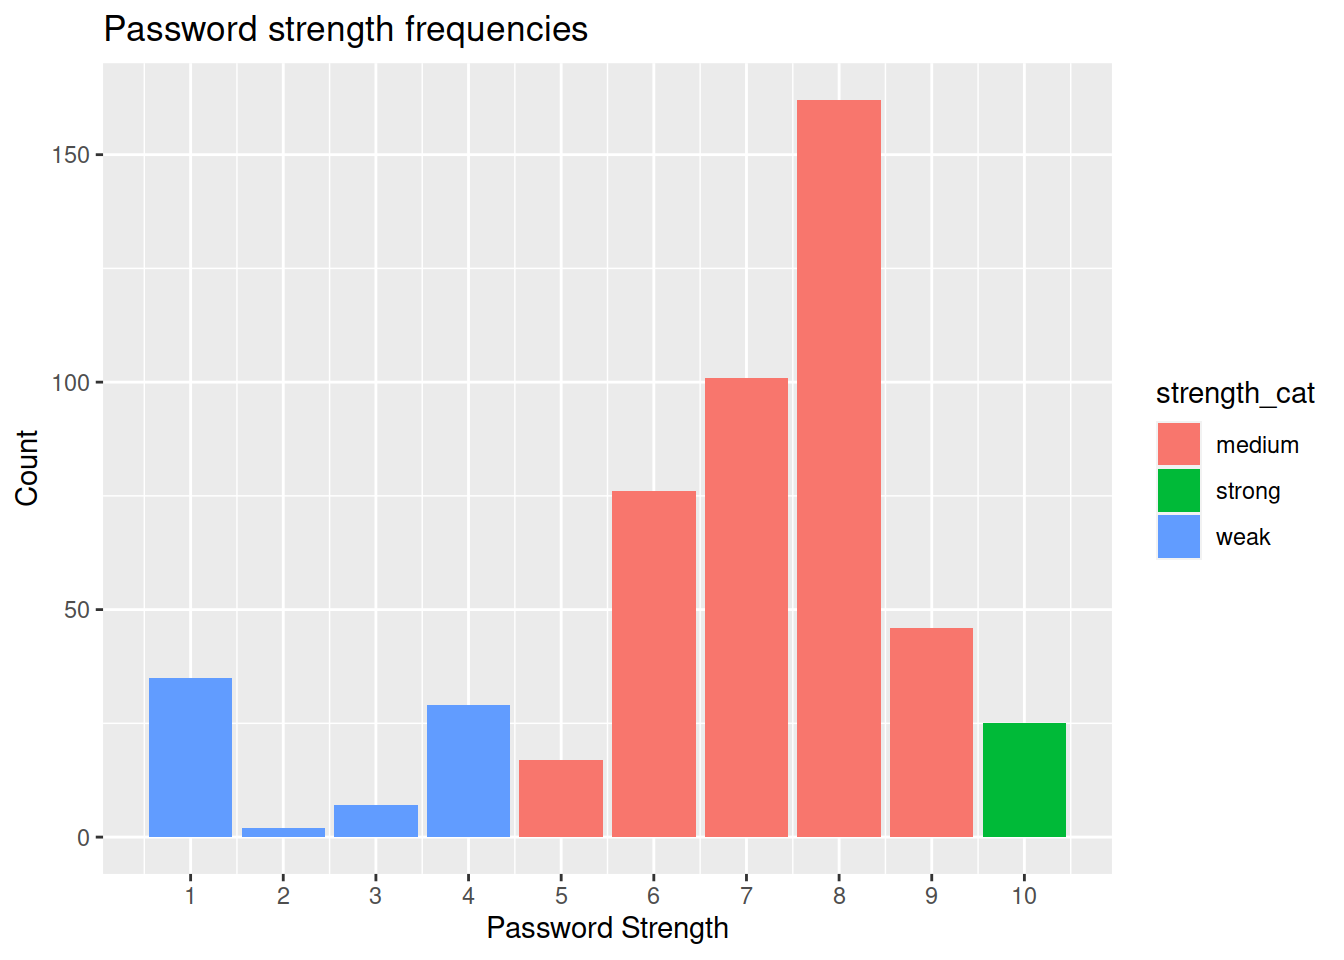 Password strength frequencies
150
100
50
0
Count
1 2 3 4 5 6 7 8 9 10
Password Strength
strength_cat
medium
strong
weak